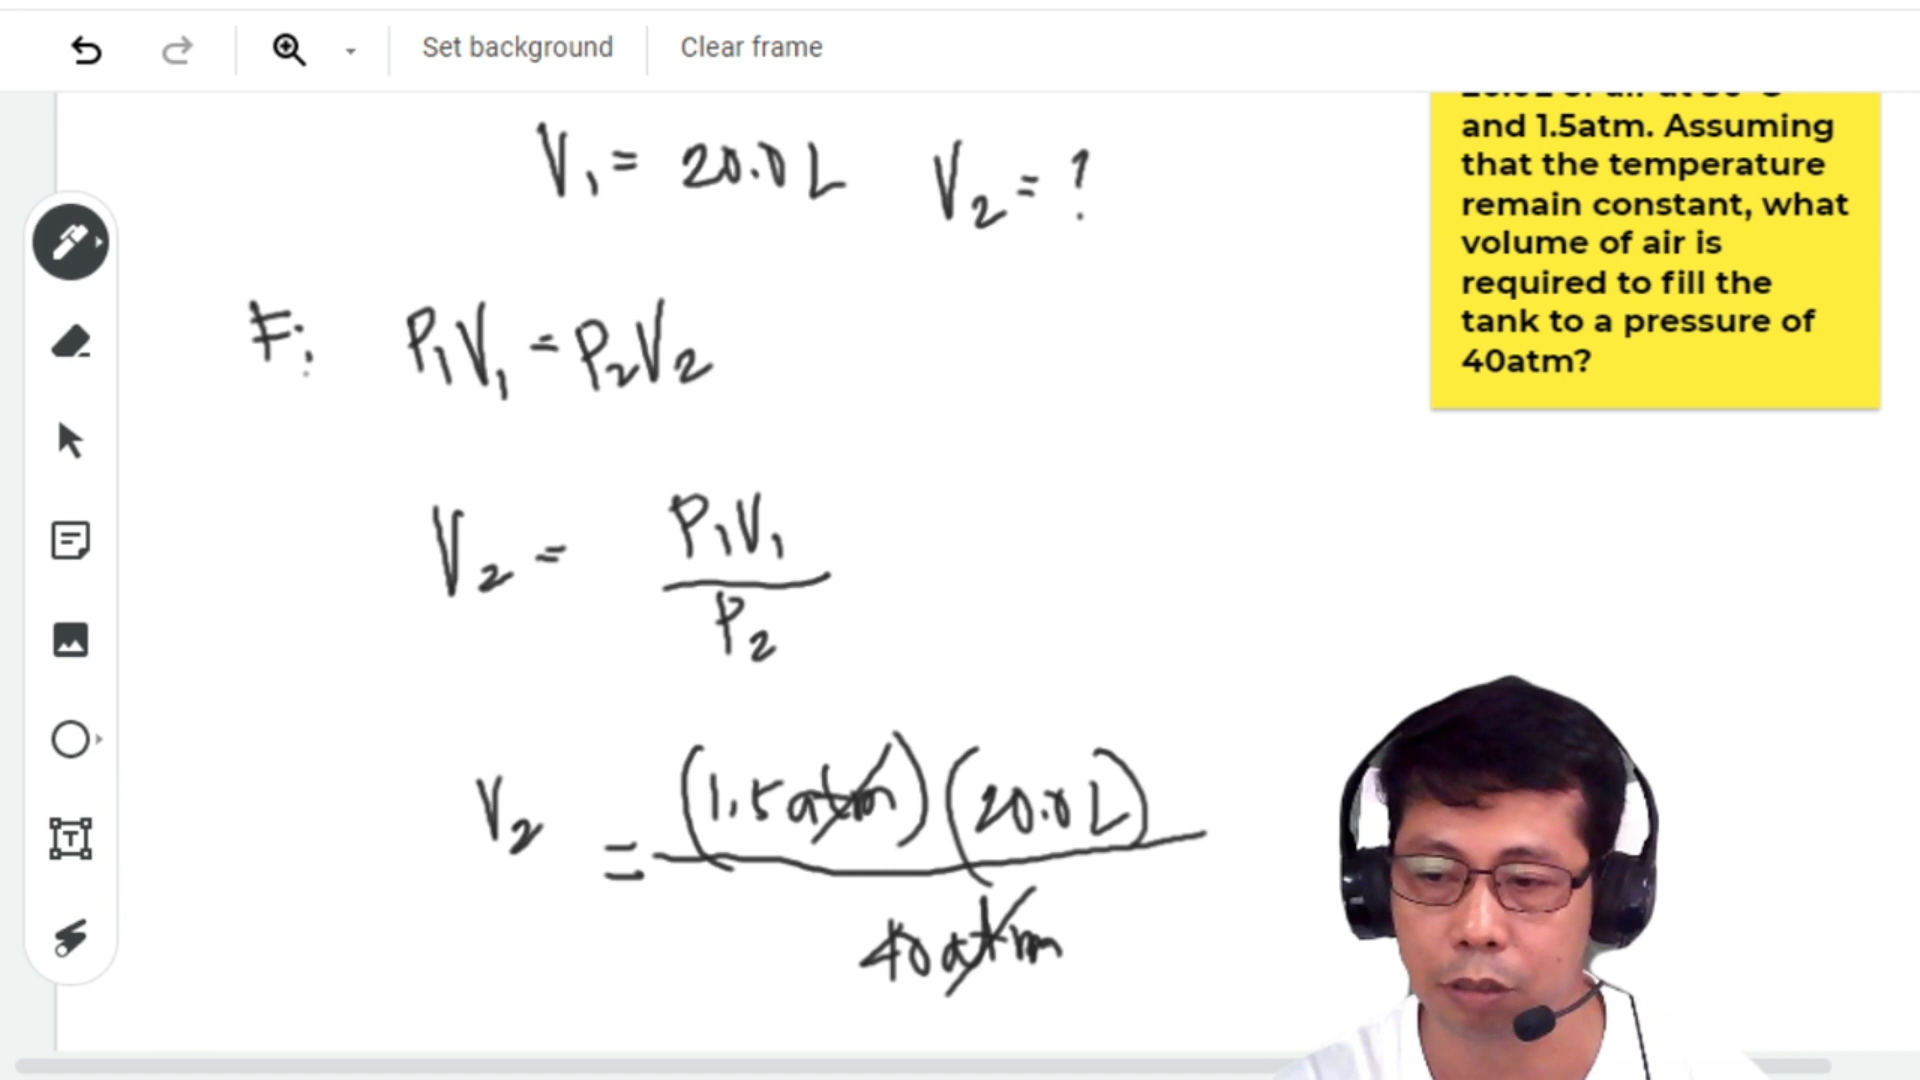 Set background Clear frame
and 1.5atm. Assuming
that the temperature
remain constant, what
volume of air is
required to fill the
tank to a pressure of
40atm?
V₁ = 20.0 L V₂ = ?
F: P₁V₁ = P₂V₂
V₂ = P₁V₁
P₂
V₂ = (1.5 atm) (20.0 L)
40 atm